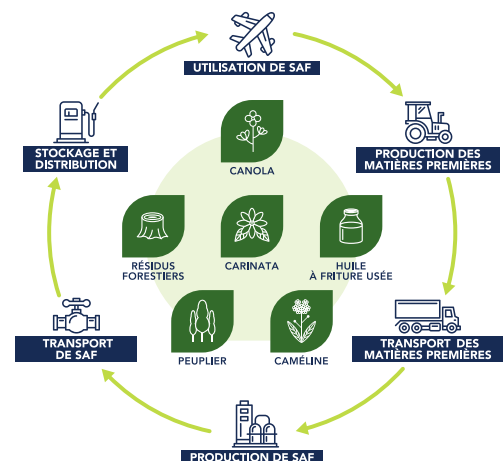 UTILISATION DE SAF
STOCKAGE ET
DISTRIBUTION
PRODUCTION DES
MATIÈRES PREMIÈRES
CANOLA
RÉSIDUS
FORESTIERS
CARINATA
HUILE
À FRITURE USÉE
TRANSPORT
DE SAF
PEUPLIER
CAMÉLINE
TRANSPORT DES
MATIÈRES PREMIÈRES
PRODUCTION DE SAF